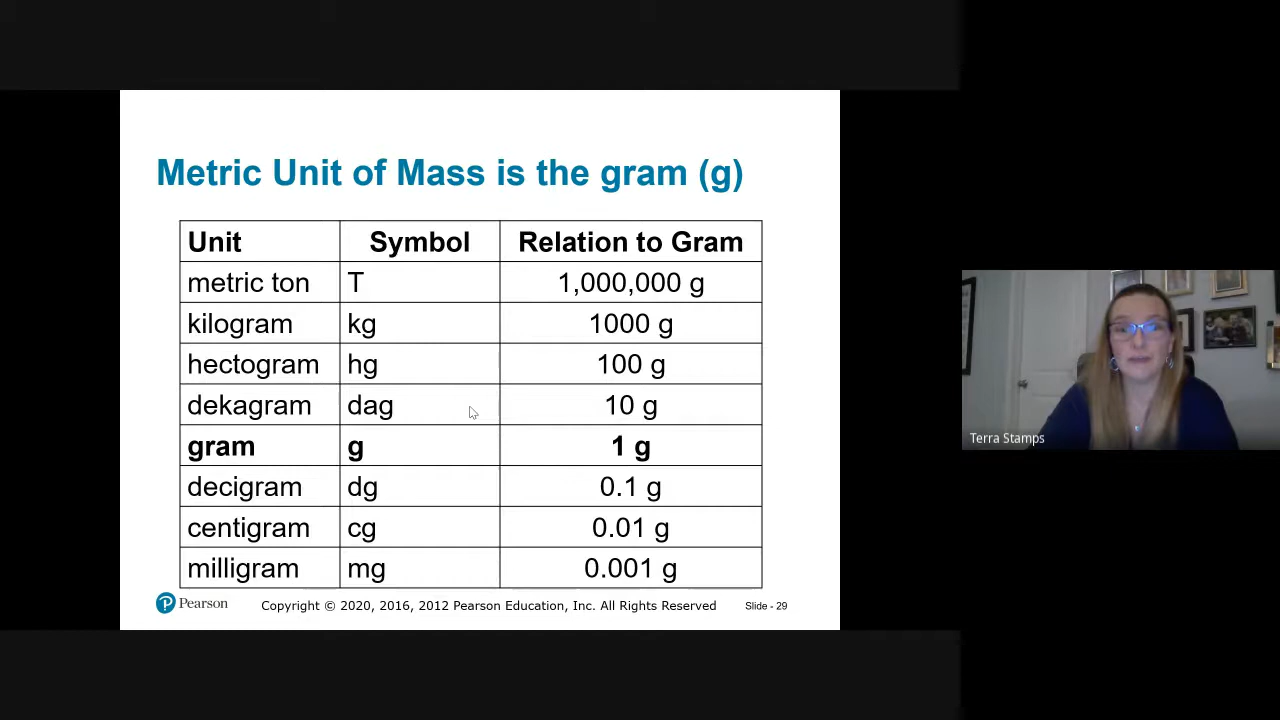 Metric Unit of Mass is the gram (g)
Unit Symbol Relation to Gram
metric ton T 1,000,000 g
kilogram kg 1000 g
hectogram hg 100 g
dekagram dag 10 g
gram g 1 g
decigram dg 0.1 g
centigram cg 0.01 g
milligram mg 0.001 g
P Pearson Copyright © 2020, 2016, 2012 Pearson Education, Inc. All Rights Reserved Slide - 29
Terra Stamps